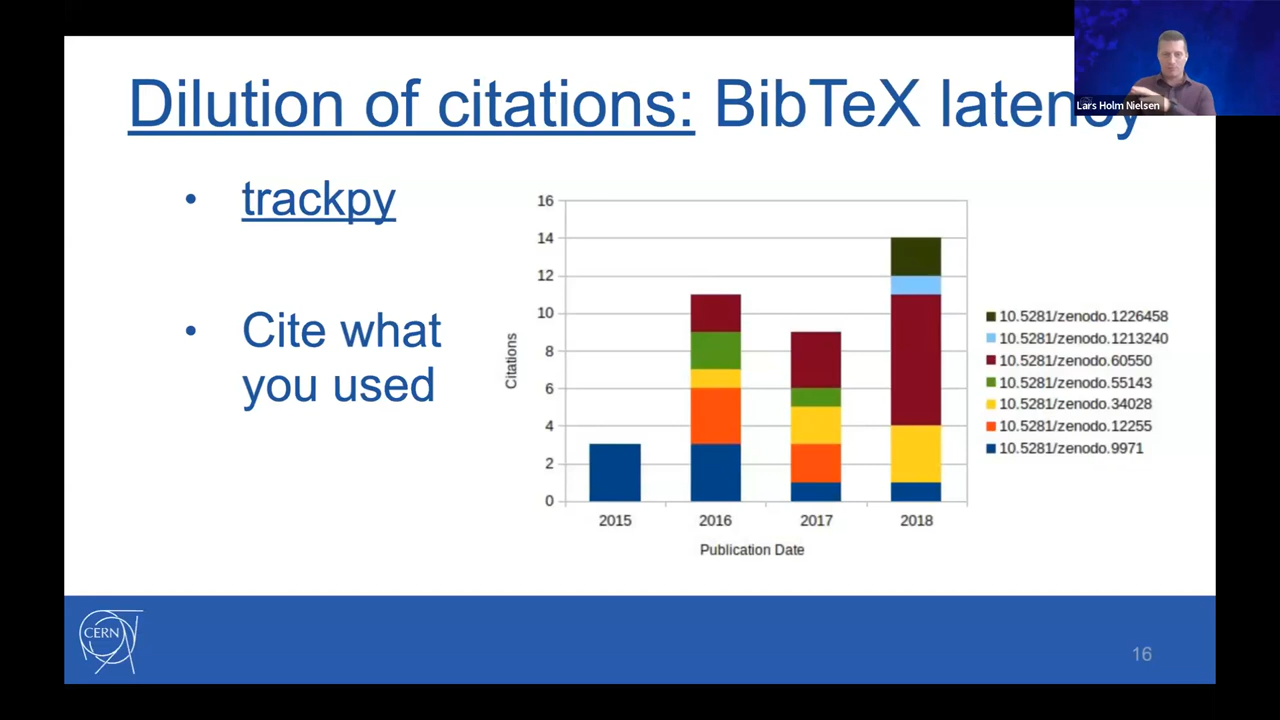 Dilution of citations: BibTeX latency
Lars Holm Nielsen
• trackpy
• Cite what
you used
16
14
12
10
8
6
4
2
0
Citations
2015 2016 2017 2018
Publication Date
10.5281/zenodo.1226458
10.5281/zenodo.1213240
10.5281/zenodo.60550
10.5281/zenodo.55143
10.5281/zenodo.34028
10.5281/zenodo.12255
10.5281/zenodo.9971
CERN
16